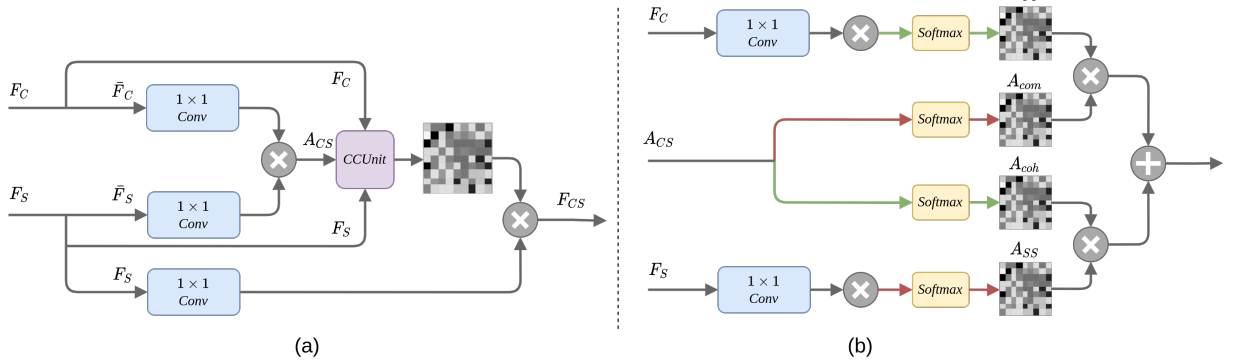 F_C
F̄_C
1 × 1
Conv
F_C
A_CS
CCUnit
F_S
F̄_S
1 × 1
Conv
F_S
F_CS
F_S
1 × 1
Conv
(a)
F_C
1 × 1
Conv
Softmax
A_CS
Softmax
A_com
Softmax
A_coh
F_S
1 × 1
Conv
Softmax
A_SS
(b)